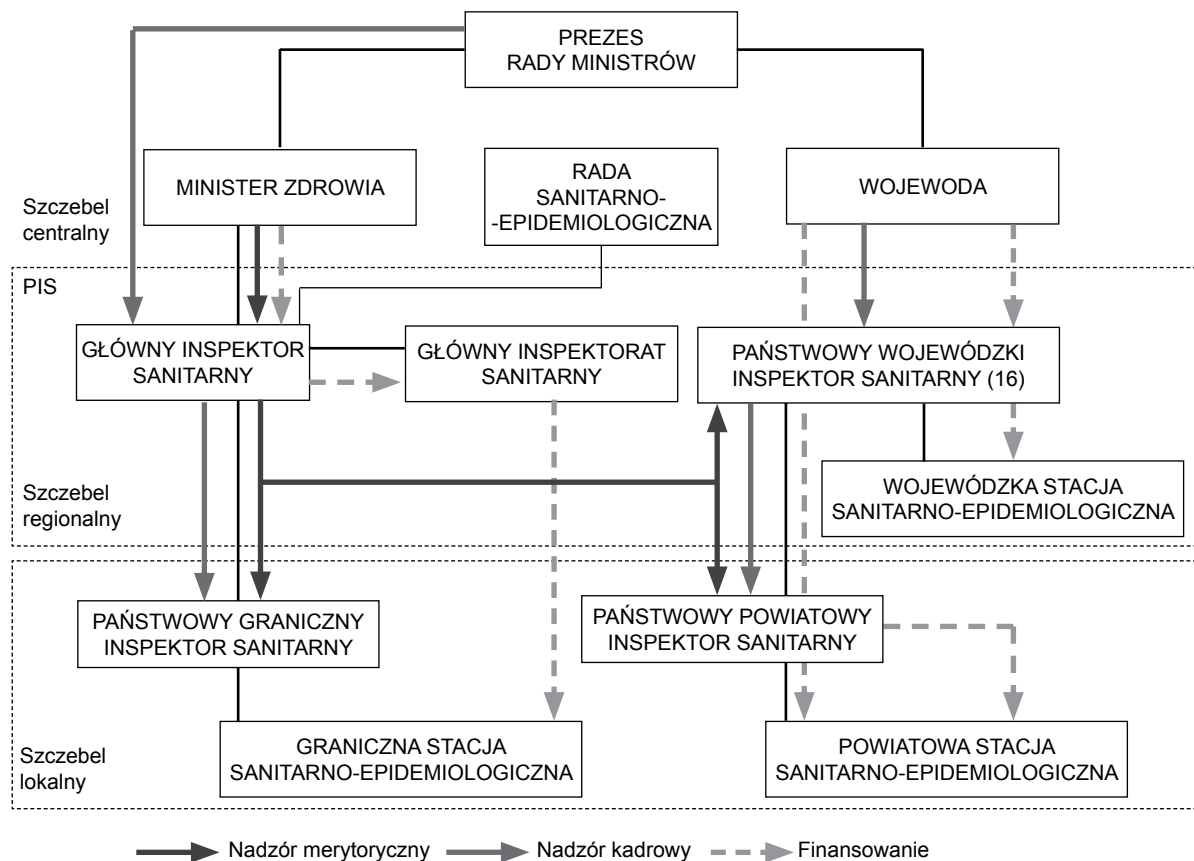 PREZES
RADY MINISTRÓW
MINISTER ZDROWIA
RADA
SANITARNO-
-EPIDEMIOLOGICZNA
WOJEWODA
Szczebel
centralny
PIS
GŁÓWNY INSPEKTOR
SANITARNY
GŁÓWNY INSPEKTORAT
SANITARNY
PAŃSTWOWY WOJEWÓDZKI
INSPEKTOR SANITARNY (16)
WOJEWÓDZKA STACJA
SANITARNO-EPIDEMIOLOGICZNA
Szczebel
regionalny
PAŃSTWOWY GRANICZNY
INSPEKTOR SANITARNY
PAŃSTWOWY POWIATOWY
INSPEKTOR SANITARNY
GRANICZNA STACJA
SANITARNO-EPIDEMIOLOGICZNA
POWIATOWA STACJA
SANITARNO-EPIDEMIOLOGICZNA
Szczebel
lokalny
Nadzór merytoryczny
Nadzór kadrowy
Finansowanie